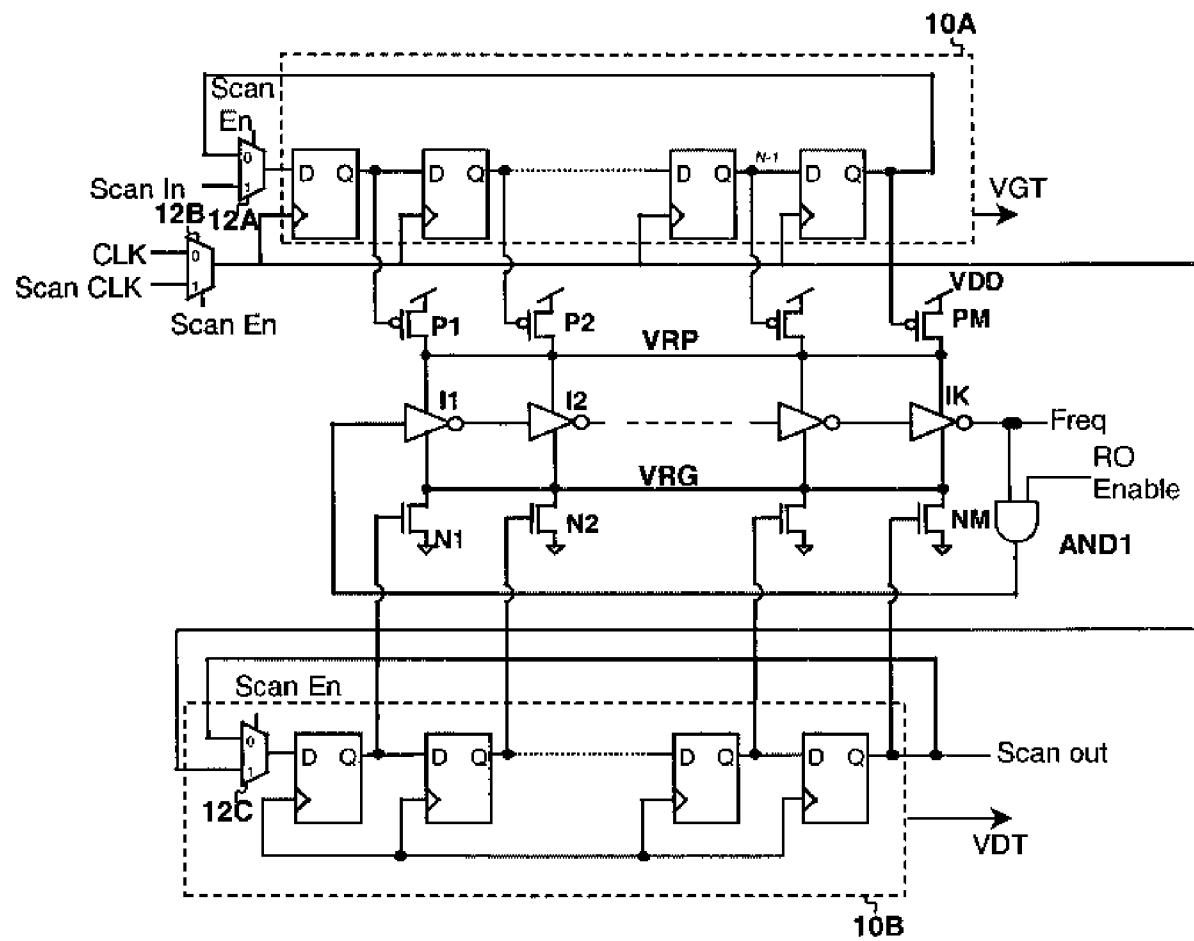 10A
Scan
En
0
1
Scan In
12B
12A
D Q
D Q
D Q
N-1
D Q
VGT
CLK
0
Scan CLK
1
Scan En
P1
P2
VDD
PM
VRP
I1
I2
IK
Freq
RO
Enable
VRG
N1
N2
NM
AND1
Scan En
0
1
12C
D Q
D Q
D Q
D Q
Scan out
VDT
10B